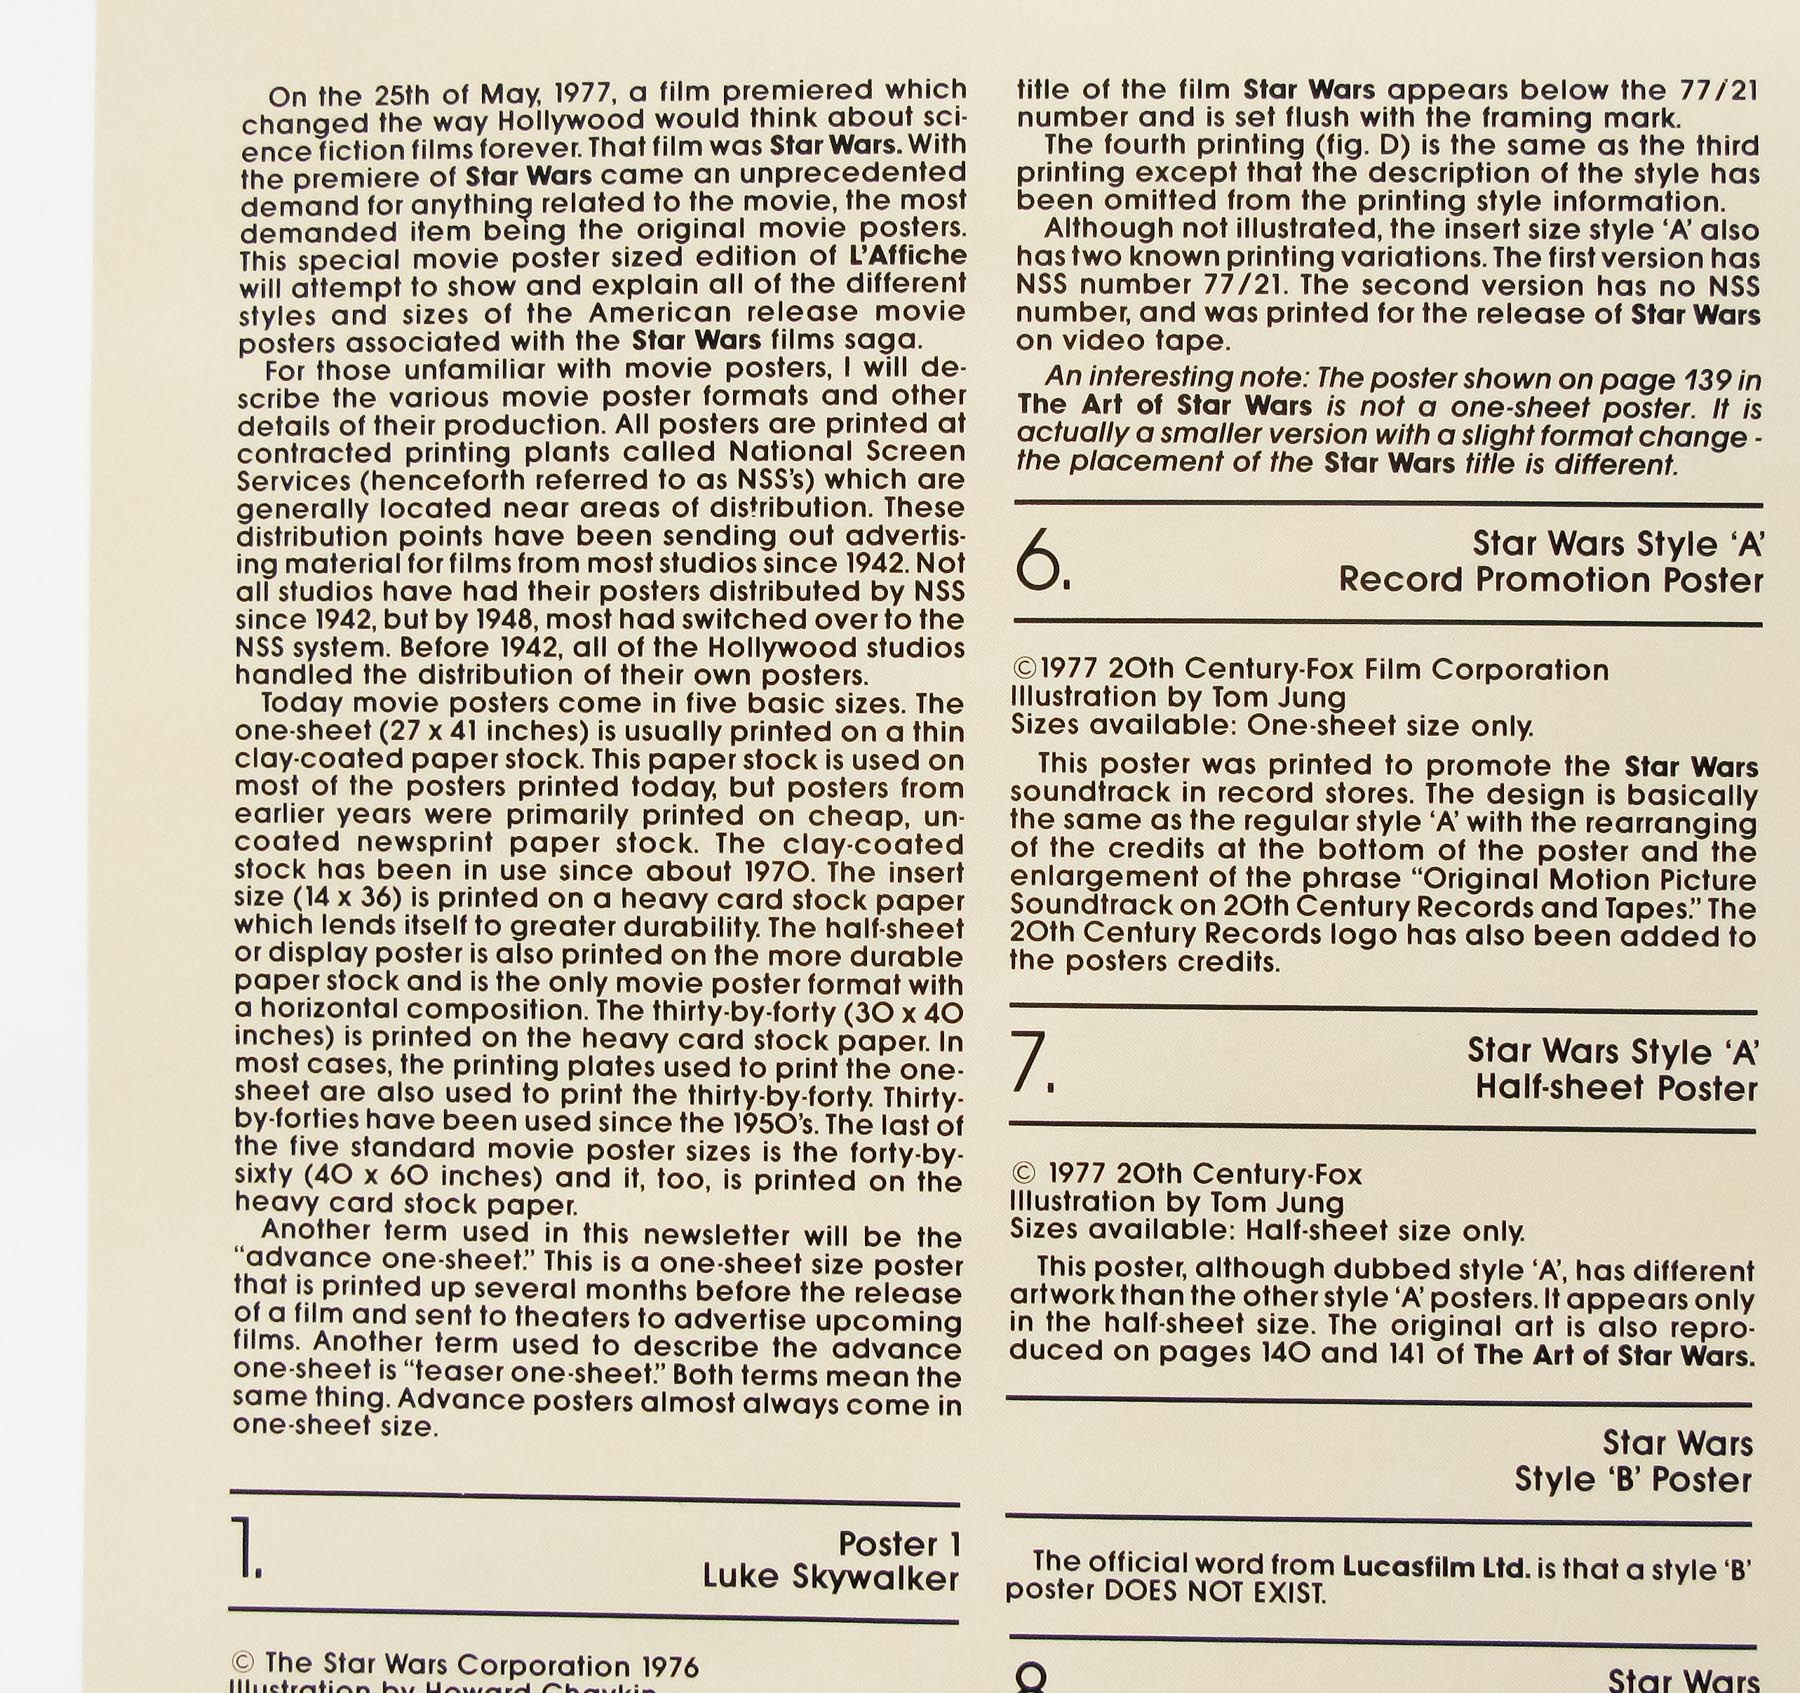 On the 25th of May, 1977, a film premiered which
changed the way Hollywood would think about sci-
ence fiction films forever. That film was Star Wars. With
the premiere of Star Wars came an unprecedented
demand for anything related to the movie, the most
demanded item being the original movie posters.
This special movie poster sized edition of L'Affiche
will attempt to show and explain all of the different
styles and sizes of the American release movie
posters associated with the Star Wars films saga.
For those unfamiliar with movie posters, I will de-
scribe the various movie poster formats and other
details of their production. All posters are printed at
contracted printing plants called National Screen
Services (henceforth referred to as NSS's) which are
generally located near areas of distribution. These
distribution points have been sending out advertis-
ing material for films from most studios since 1942. Not
all studios have had their posters distributed by NSS
since 1942, but by 1948, most had switched over to the
NSS system. Before 1942, all of the Hollywood studios
handled the distribution of their own posters.
Today movie posters come in five basic sizes. The
one-sheet (27 x 41 inches) is usually printed on a thin
clay-coated paper stock. This paper stock is used on
most of the posters printed today, but posters from
earlier years were primarily printed on cheap, un-
coated newsprint paper stock. The clay-coated
stock has been in use since about 1970. The insert
size (14 x 36) is printed on a heavy card stock paper
which lends itself to greater durability. The half-sheet
or display poster is also printed on the more durable
paper stock and is the only movie poster format with
a horizontal composition. The thirty-by-forty (30 x 40
inches) is printed on the heavy card stock paper. In
most cases, the printing plates used to print the one-
sheet are also used to print the thirty-by-forty. Thirty-
by-forties have been used since the 1950's. The last of
the five standard movie poster sizes is the forty-by-
sixty (40 x 60 inches) and it, too, is printed on the
heavy card stock paper.
Another term used in this newsletter will be the
“advance one-sheet.” This is a one-sheet size poster
that is printed up several months before the release
of a film and sent to theaters to advertise upcoming
films. Another term used to describe the advance
one-sheet is “teaser one-sheet.” Both terms mean the
same thing. Advance posters almost always come in
one-sheet size.
1.
Poster 1
Luke Skywalker
© The Star Wars Corporation 1976
Illustration by Howard Chaykin
title of the film Star Wars appears below the 77/21
number and is set flush with the framing mark.
The fourth printing (fig. D) is the same as the third
printing except that the description of the style has
been omitted from the printing style information.
Although not illustrated, the insert size style ‘A’ also
has two known printing variations. The first version has
NSS number 77/21. The second version has no NSS
number, and was printed for the release of Star Wars
on video tape.
An interesting note: The poster shown on page 139 in
The Art of Star Wars is not a one-sheet poster. It is
actually a smaller version with a slight format change -
the placement of the Star Wars title is different.
6.
Star Wars Style ‘A’
Record Promotion Poster
©1977 20th Century-Fox Film Corporation
Illustration by Tom Jung
Sizes available: One-sheet size only.
This poster was printed to promote the Star Wars
soundtrack in record stores. The design is basically
the same as the regular style ‘A’ with the rearranging
of the credits at the bottom of the poster and the
enlargement of the phrase “Original Motion Picture
Soundtrack on 20th Century Records and Tapes.” The
20th Century Records logo has also been added to
the posters credits.
7.
Star Wars Style ‘A’
Half-sheet Poster
© 1977 20th Century-Fox
Illustration by Tom Jung
Sizes available: Half-sheet size only.
This poster, although dubbed style ‘A’, has different
artwork than the other style ‘A’ posters. It appears only
in the half-sheet size. The original art is also repro-
duced on pages 140 and 141 of The Art of Star Wars.
Star Wars
Style ‘B’ Poster
The official word from Lucasfilm Ltd. is that a style ‘B’
poster DOES NOT EXIST.
8
Star Wars